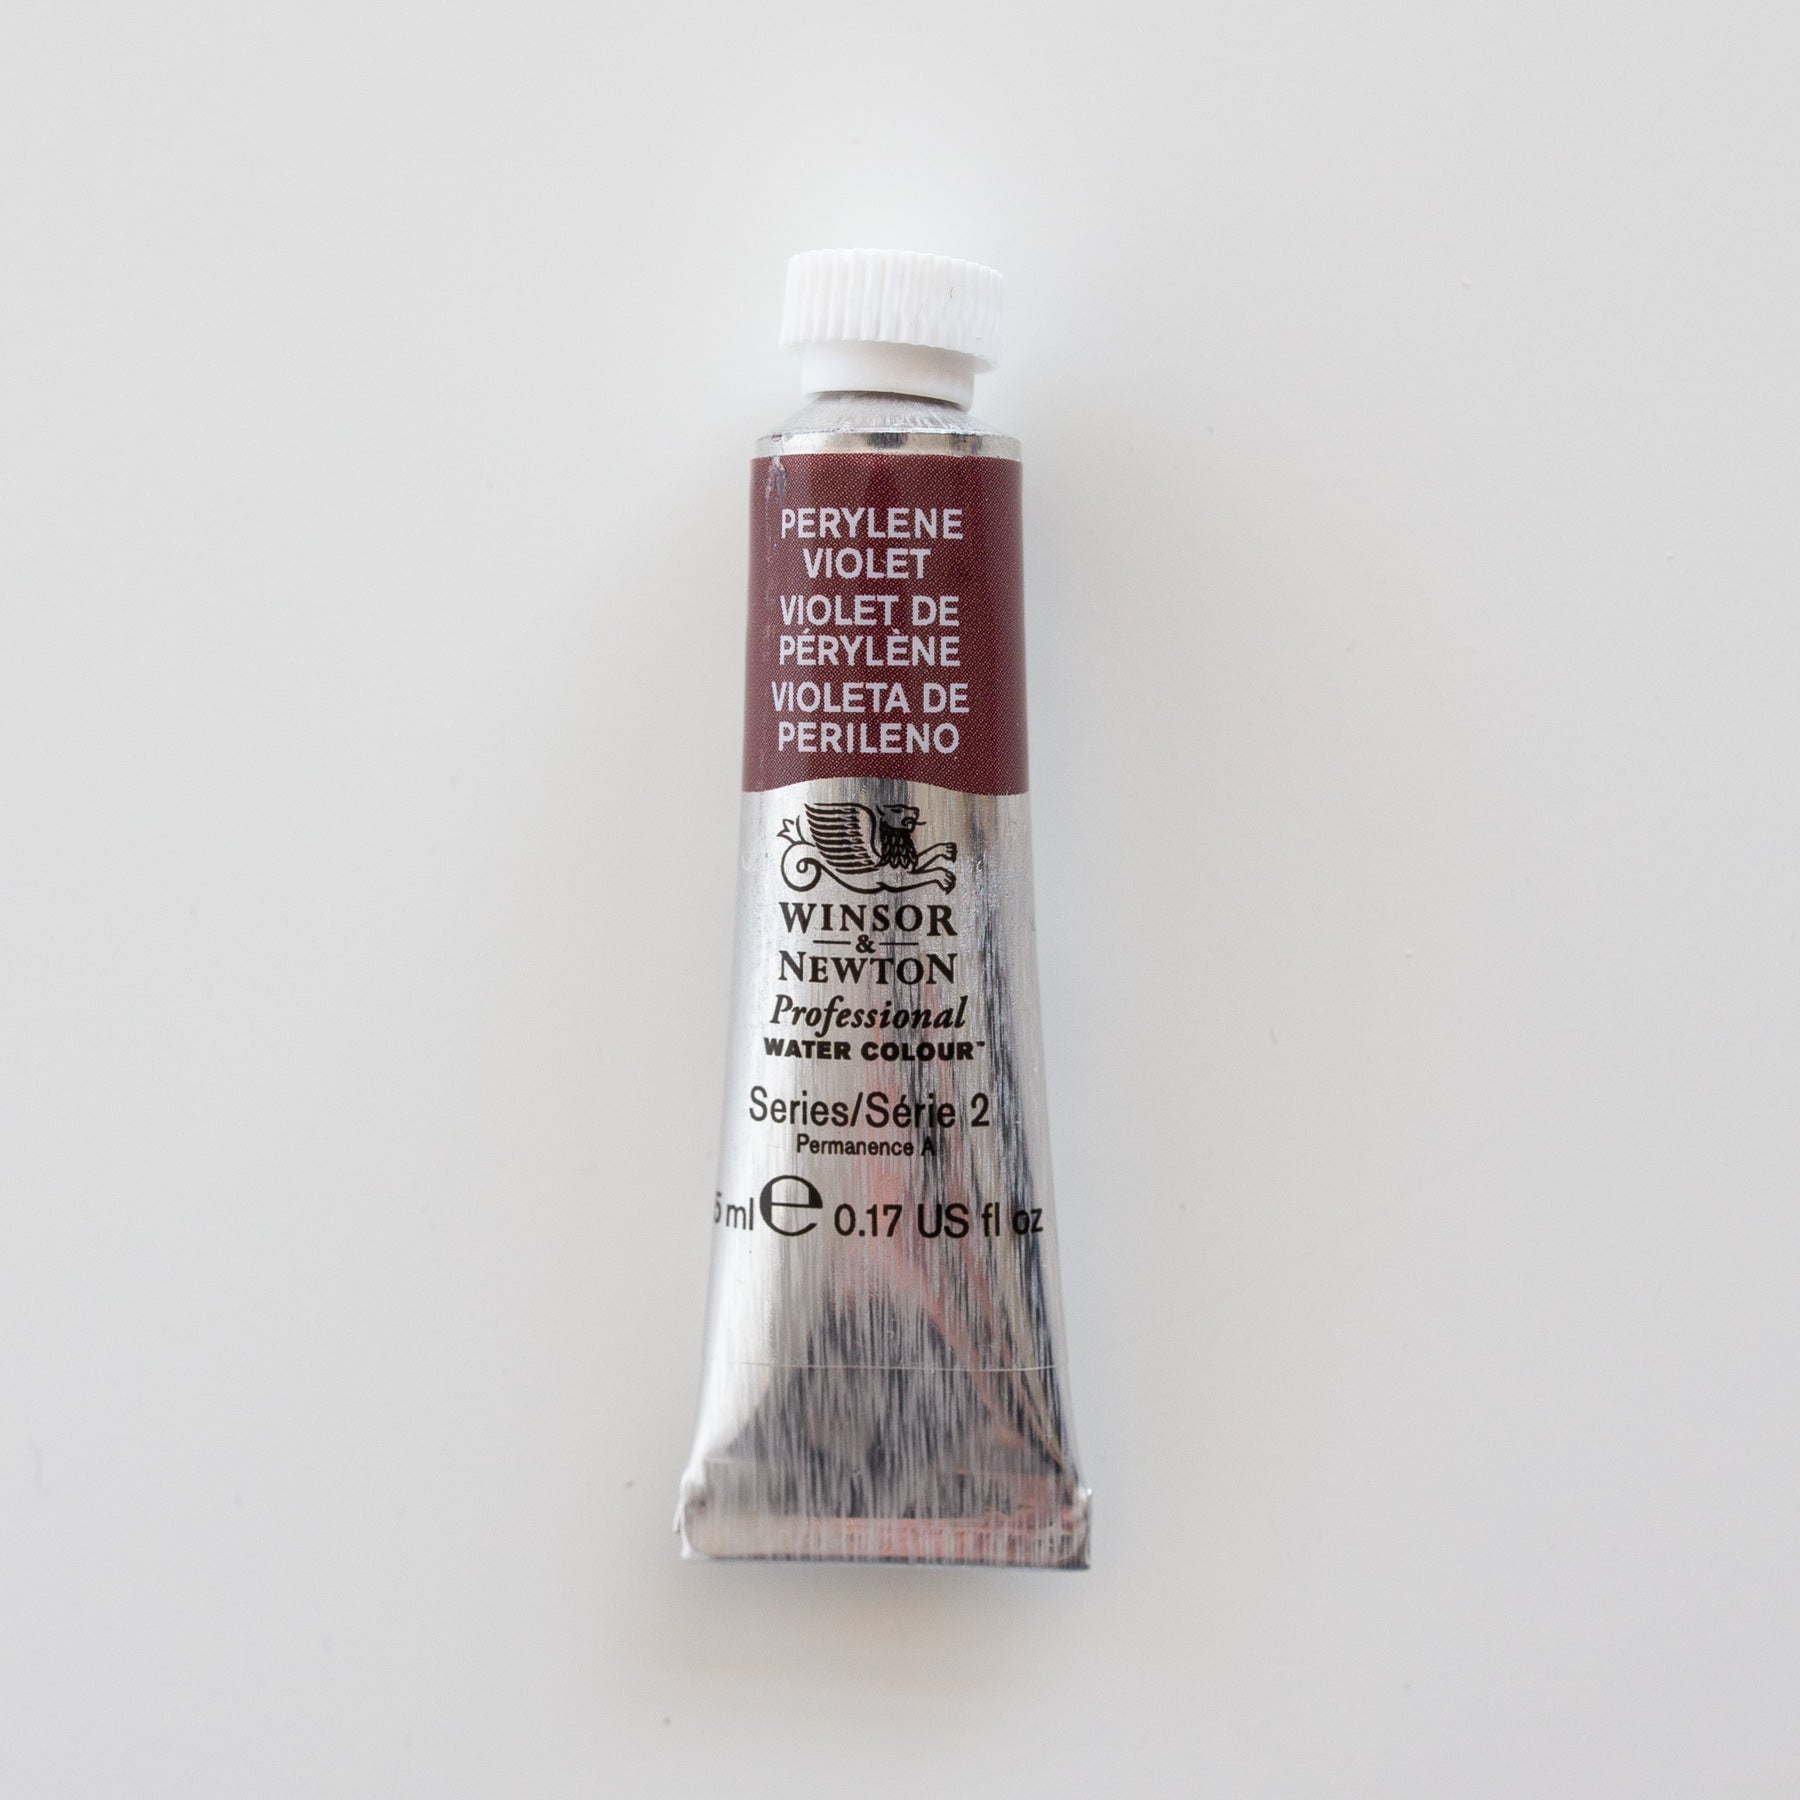 PERYLENE
VIOLET
VIOLET DE
PÉRYLÈNE
VIOLETA DE
PERILENO
WINSOR
&
NEWTON
Professional
WATER COLOUR™
Series/Série 2
Permanence A
5 ml e 0.17 US fl oz